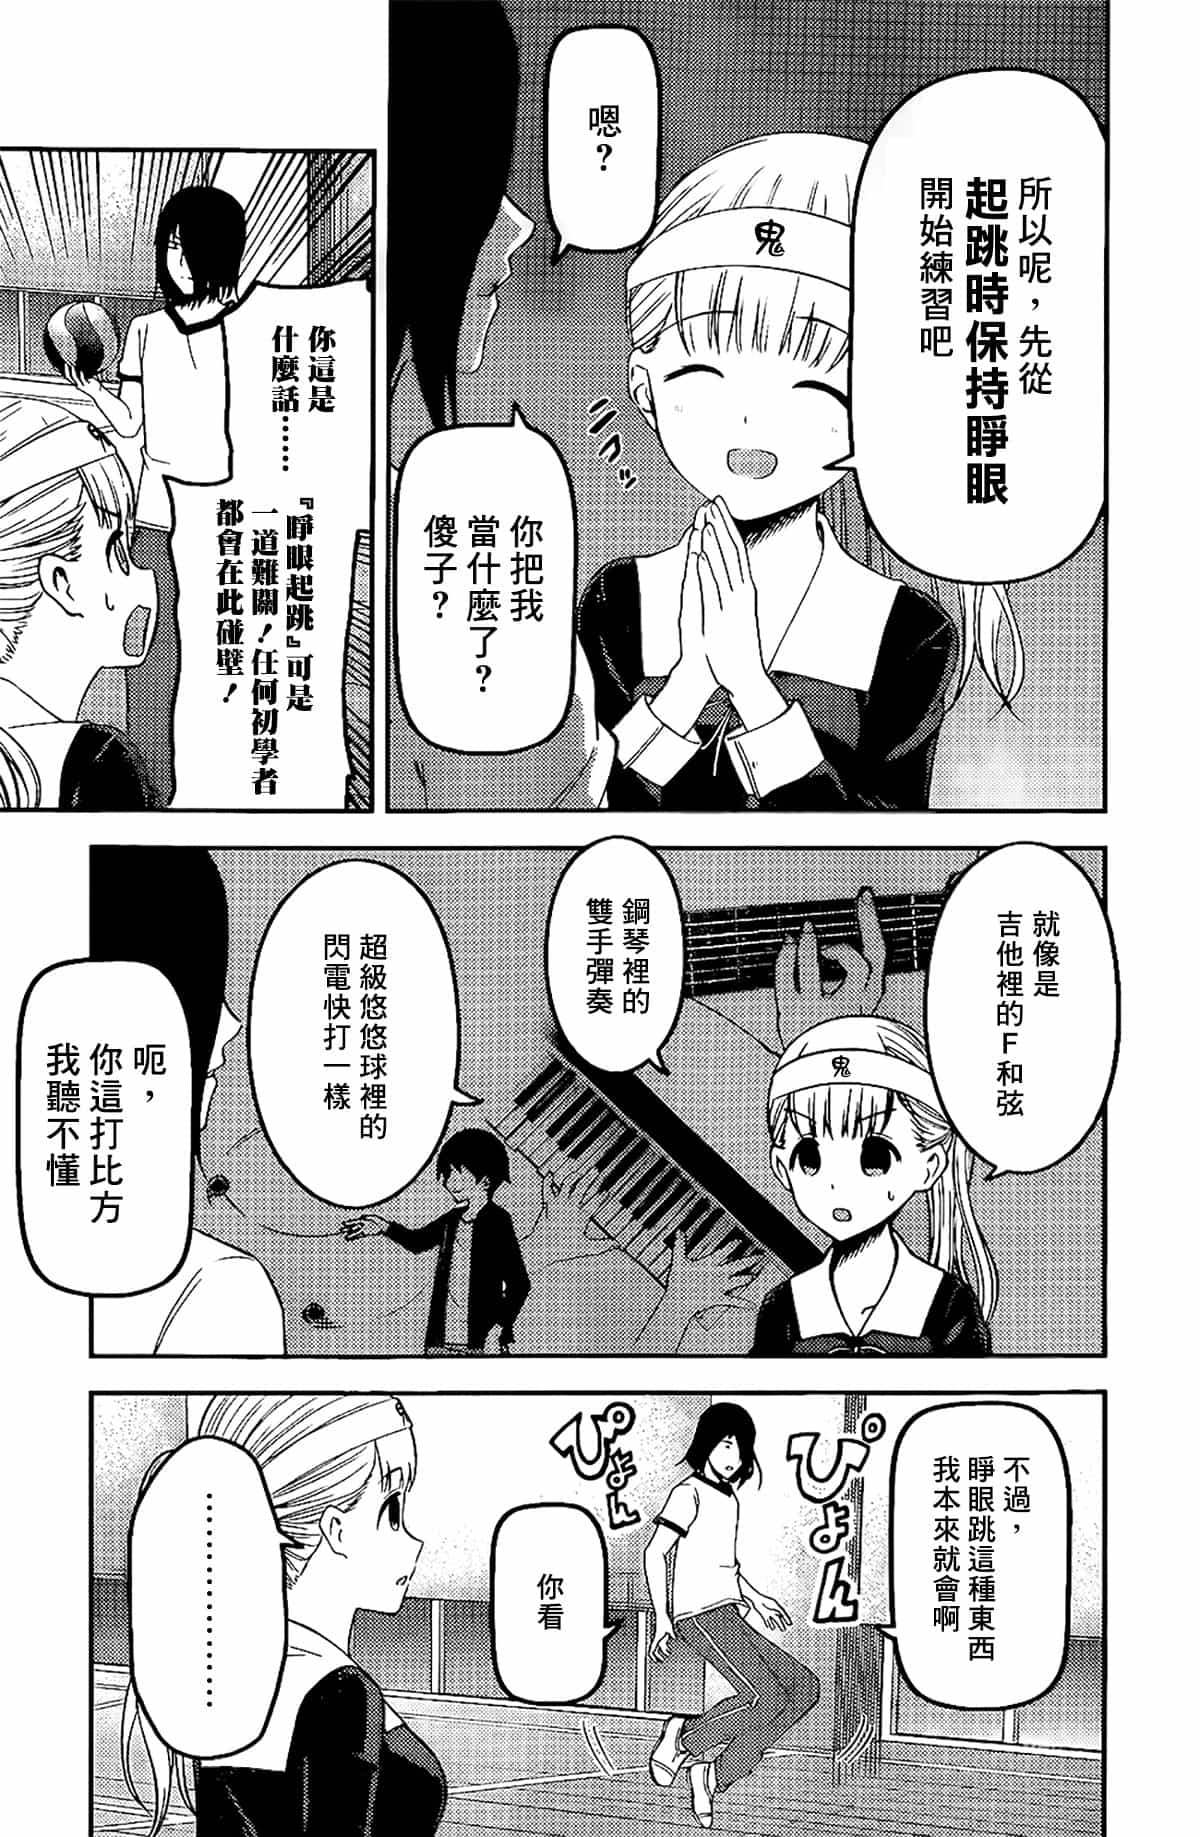 所以呢，先從
起跳時保持睜眼
開始練習吧
鬼
嗯？
ニコッ
你把我
當什麼了？
傻子？
你這是
什麼話……
『睜眼起跳』可是
一道難關！任何初學者
都會在此碰壁！
就像是
吉他裡的F和弦
鬼
鋼琴裡的
雙手彈奏
超級悠悠球裡的
閃電快打一樣
呃，
你這打比方
我聽不懂
不過，
睜眼跳這種東西
我本來就會啊
ぴょん
ぴょん
你看
…………